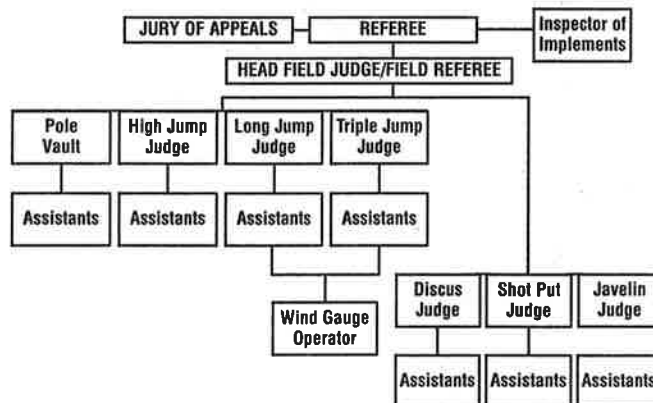 JURY OF APPEALS
REFEREE
Inspector of
Implements
HEAD FIELD JUDGE/FIELD REFEREE
Pole
Vault
High Jump
Judge
Long Jump
Judge
Triple Jump
Judge
Assistants
Assistants
Assistants
Assistants
Wind Gauge
Operator
Discus
Judge
Shot Put
Judge
Javelin
Judge
Assistants
Assistants
Assistants